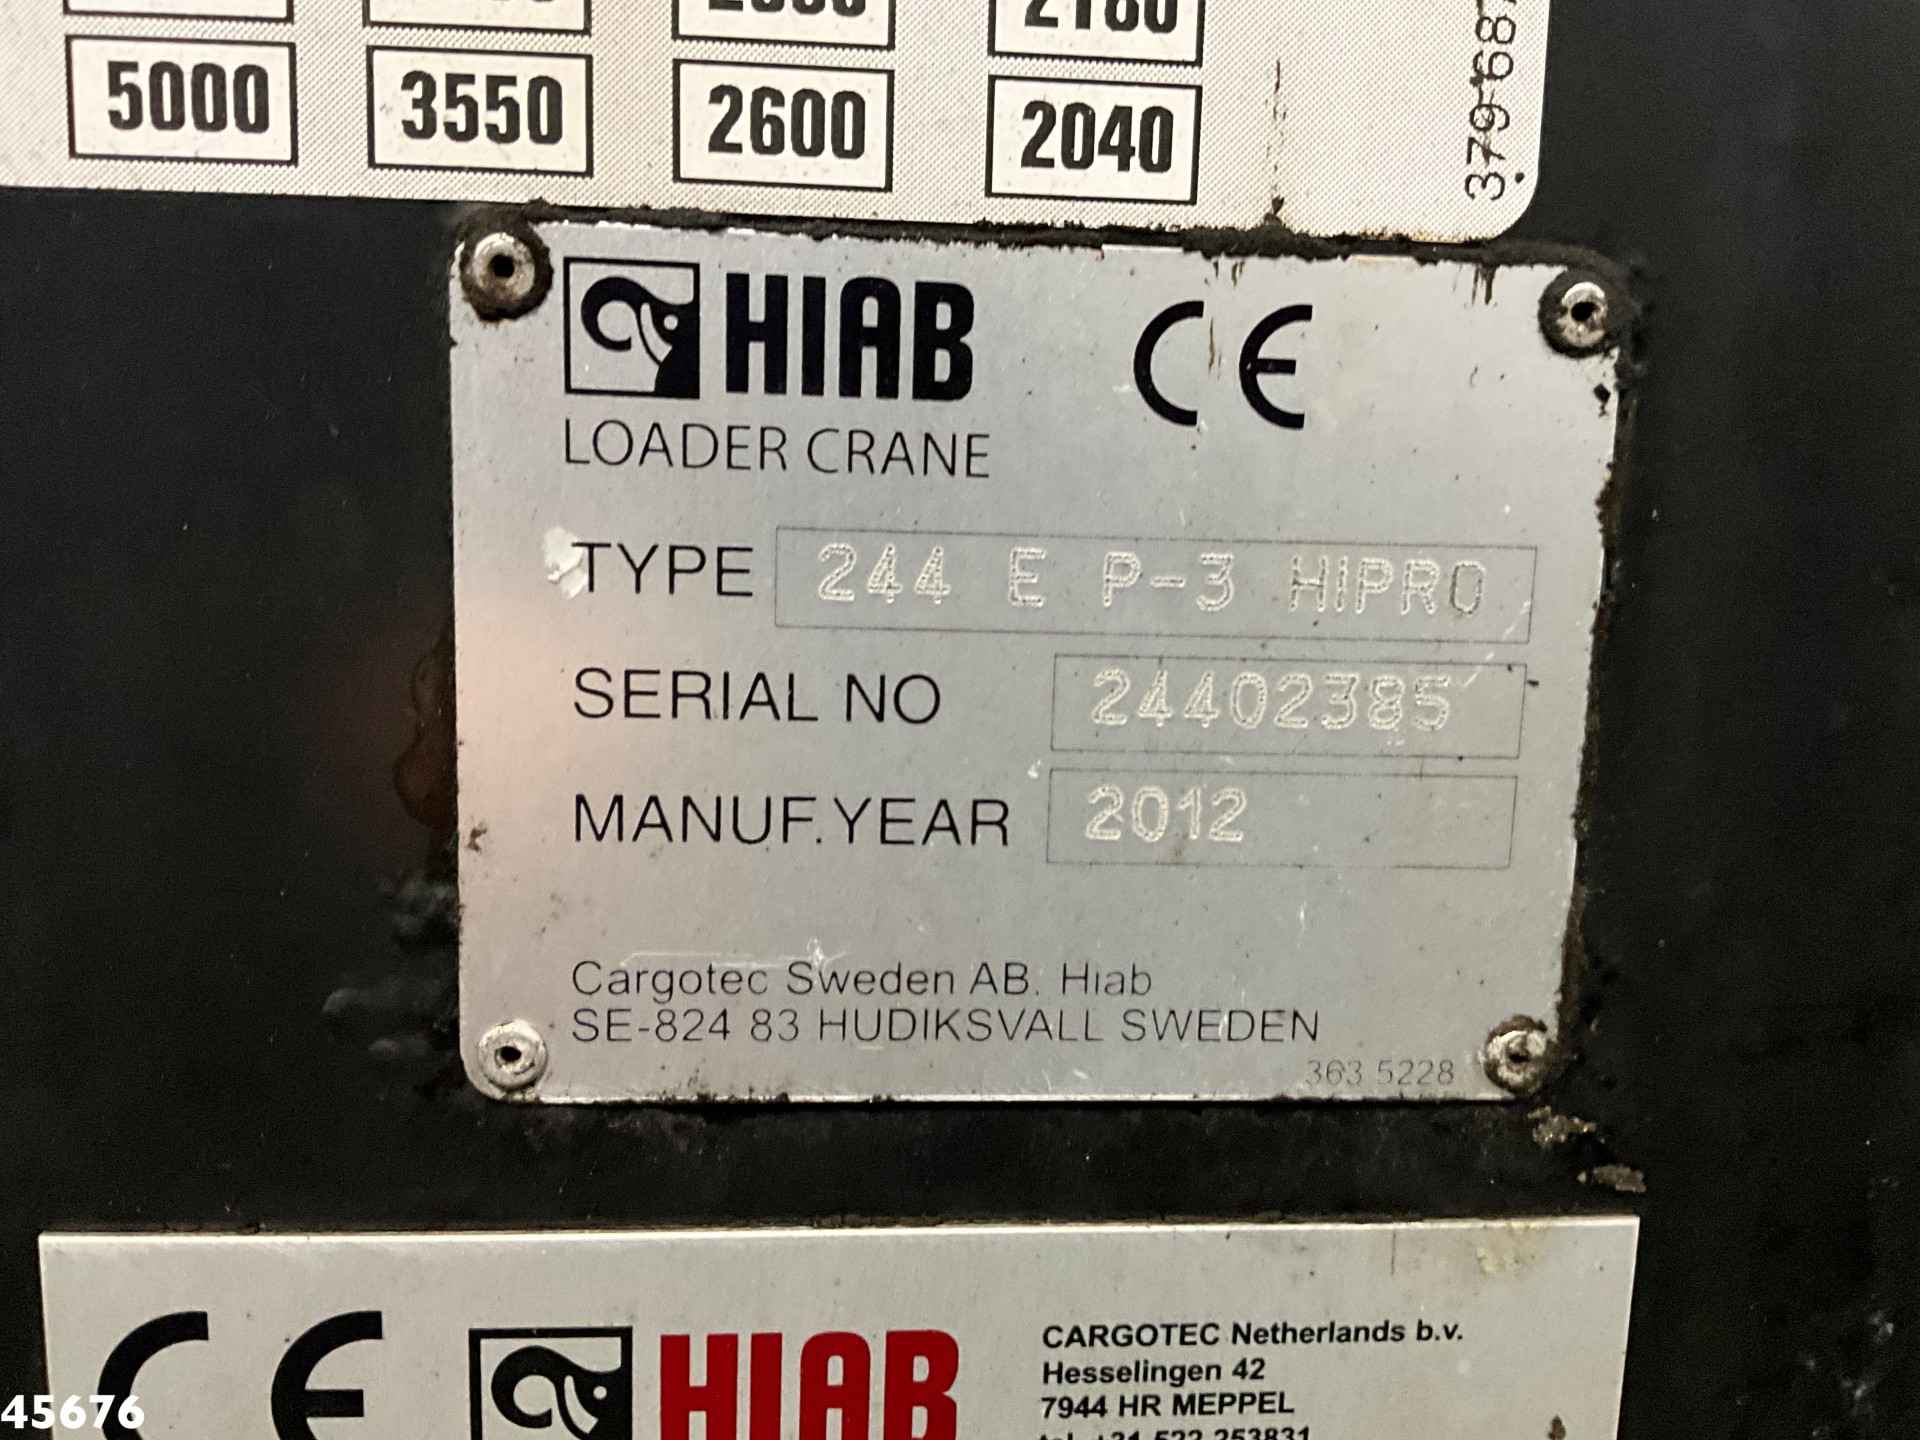 5000 3550 2600 2040
HIAB CE
LOADER CRANE
TYPE 244 E P-3 HIPRO
SERIAL NO 24402385
MANUF.YEAR 2012
Cargotec Sweden AB. Hiab
SE-824 83 HUDIKSVALL SWEDEN
363 5228
CE HIAB
CARGOTEC Netherlands b.v.
Hesselingen 42
7944 HR MEPPEL
45676